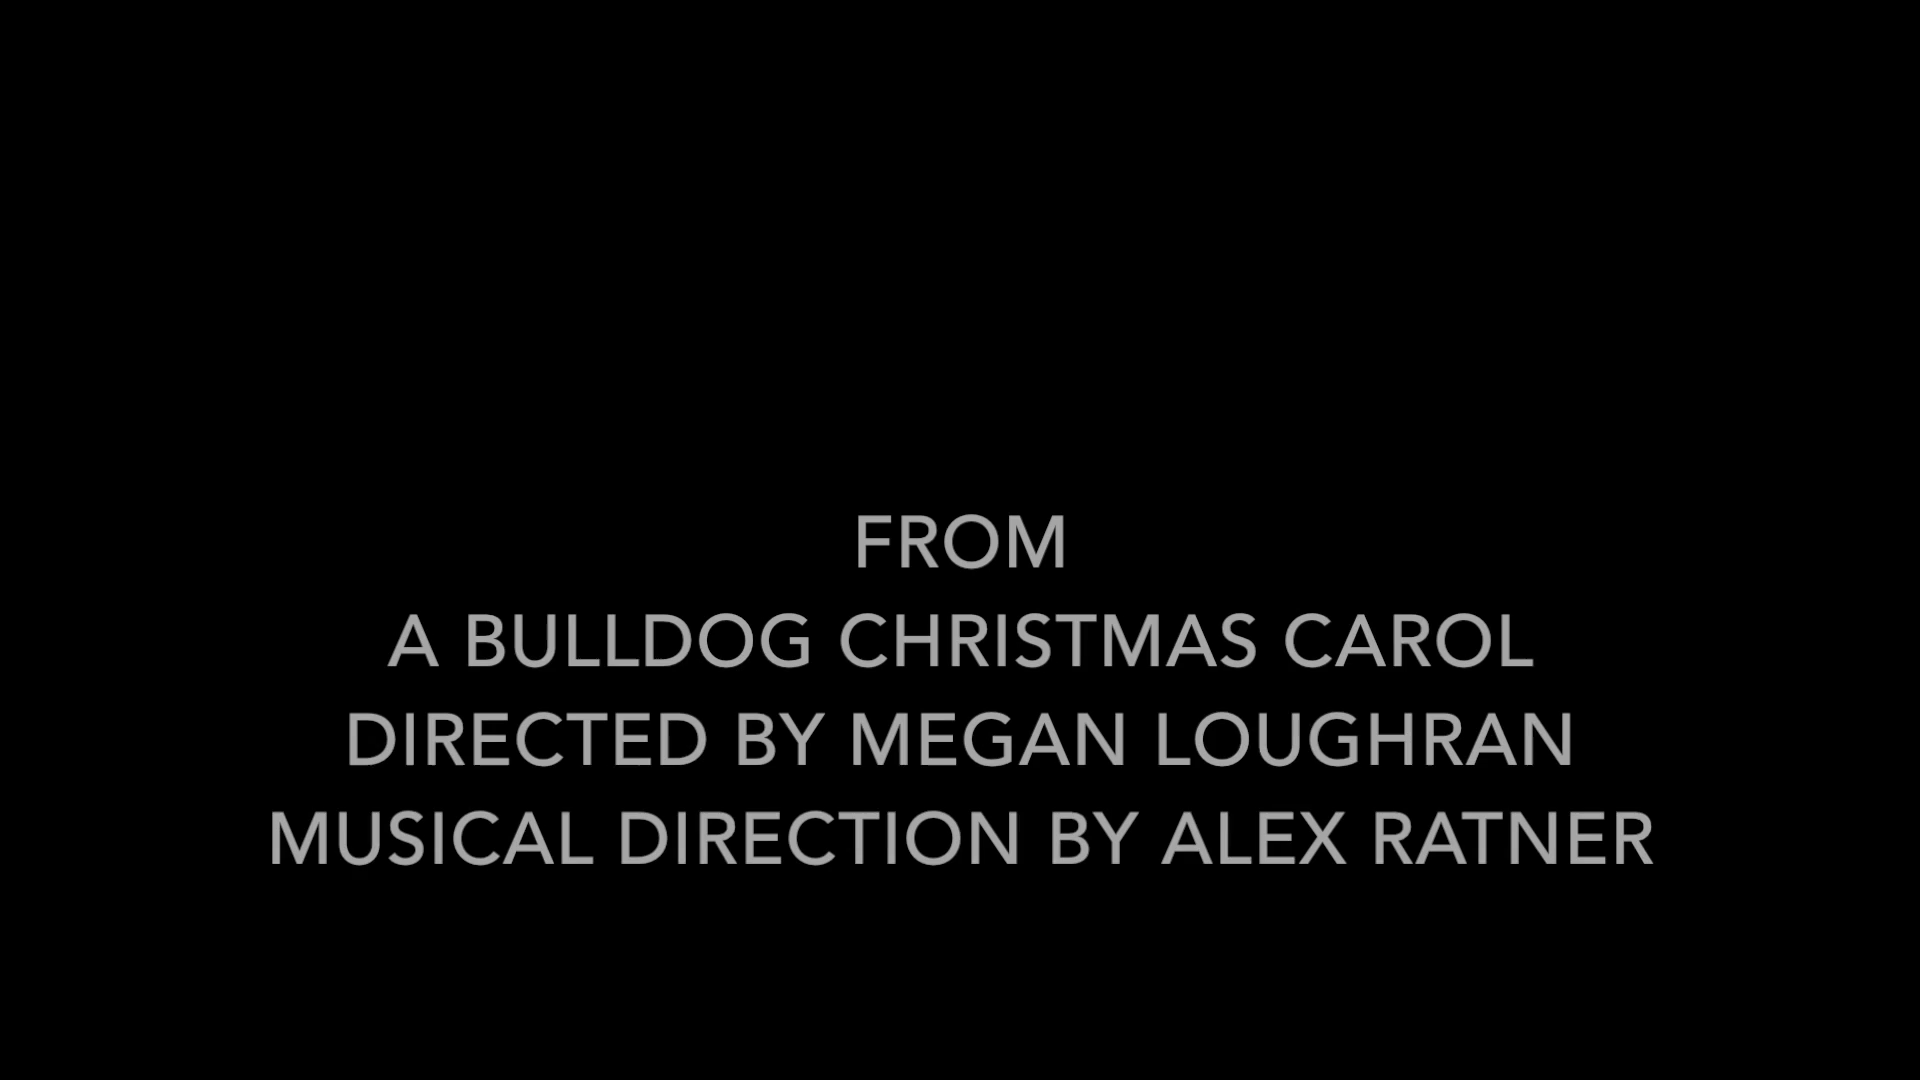 FROM
A BULLDOG CHRISTMAS CAROL
DIRECTED BY MEGAN LOUGHRAN
MUSICAL DIRECTION BY ALEX RATNER